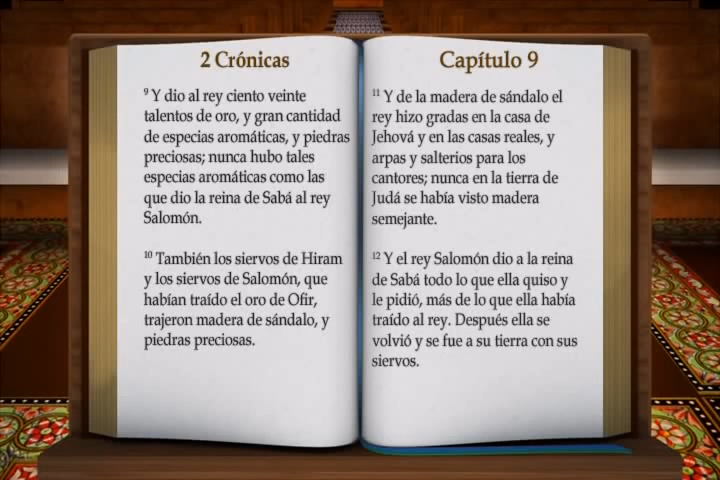 2 Crónicas
9 Y dio al rey ciento veinte
talentos de oro, y gran cantidad
de especias aromáticas, y piedras
preciosas; nunca hubo tales
especias aromáticas como las
que dio la reina de Sabá al rey
Salomón.
10 También los siervos de Hiram
y los siervos de Salomón, que
habían traído el oro de Ofir,
trajeron madera de sándalo, y
piedras preciosas.
Capítulo 9
11 Y de la madera de sándalo el
rey hizo gradas en la casa de
Jehová y en las casas reales, y
arpas y salterios para los
cantores; nunca en la tierra de
Judá se había visto madera
semejante.
12 Y el rey Salomón dio a la reina
de Sabá todo lo que ella quiso y
le pidió, más de lo que ella había
traído al rey. Después ella se
volvió y se fue a su tierra con sus
siervos.